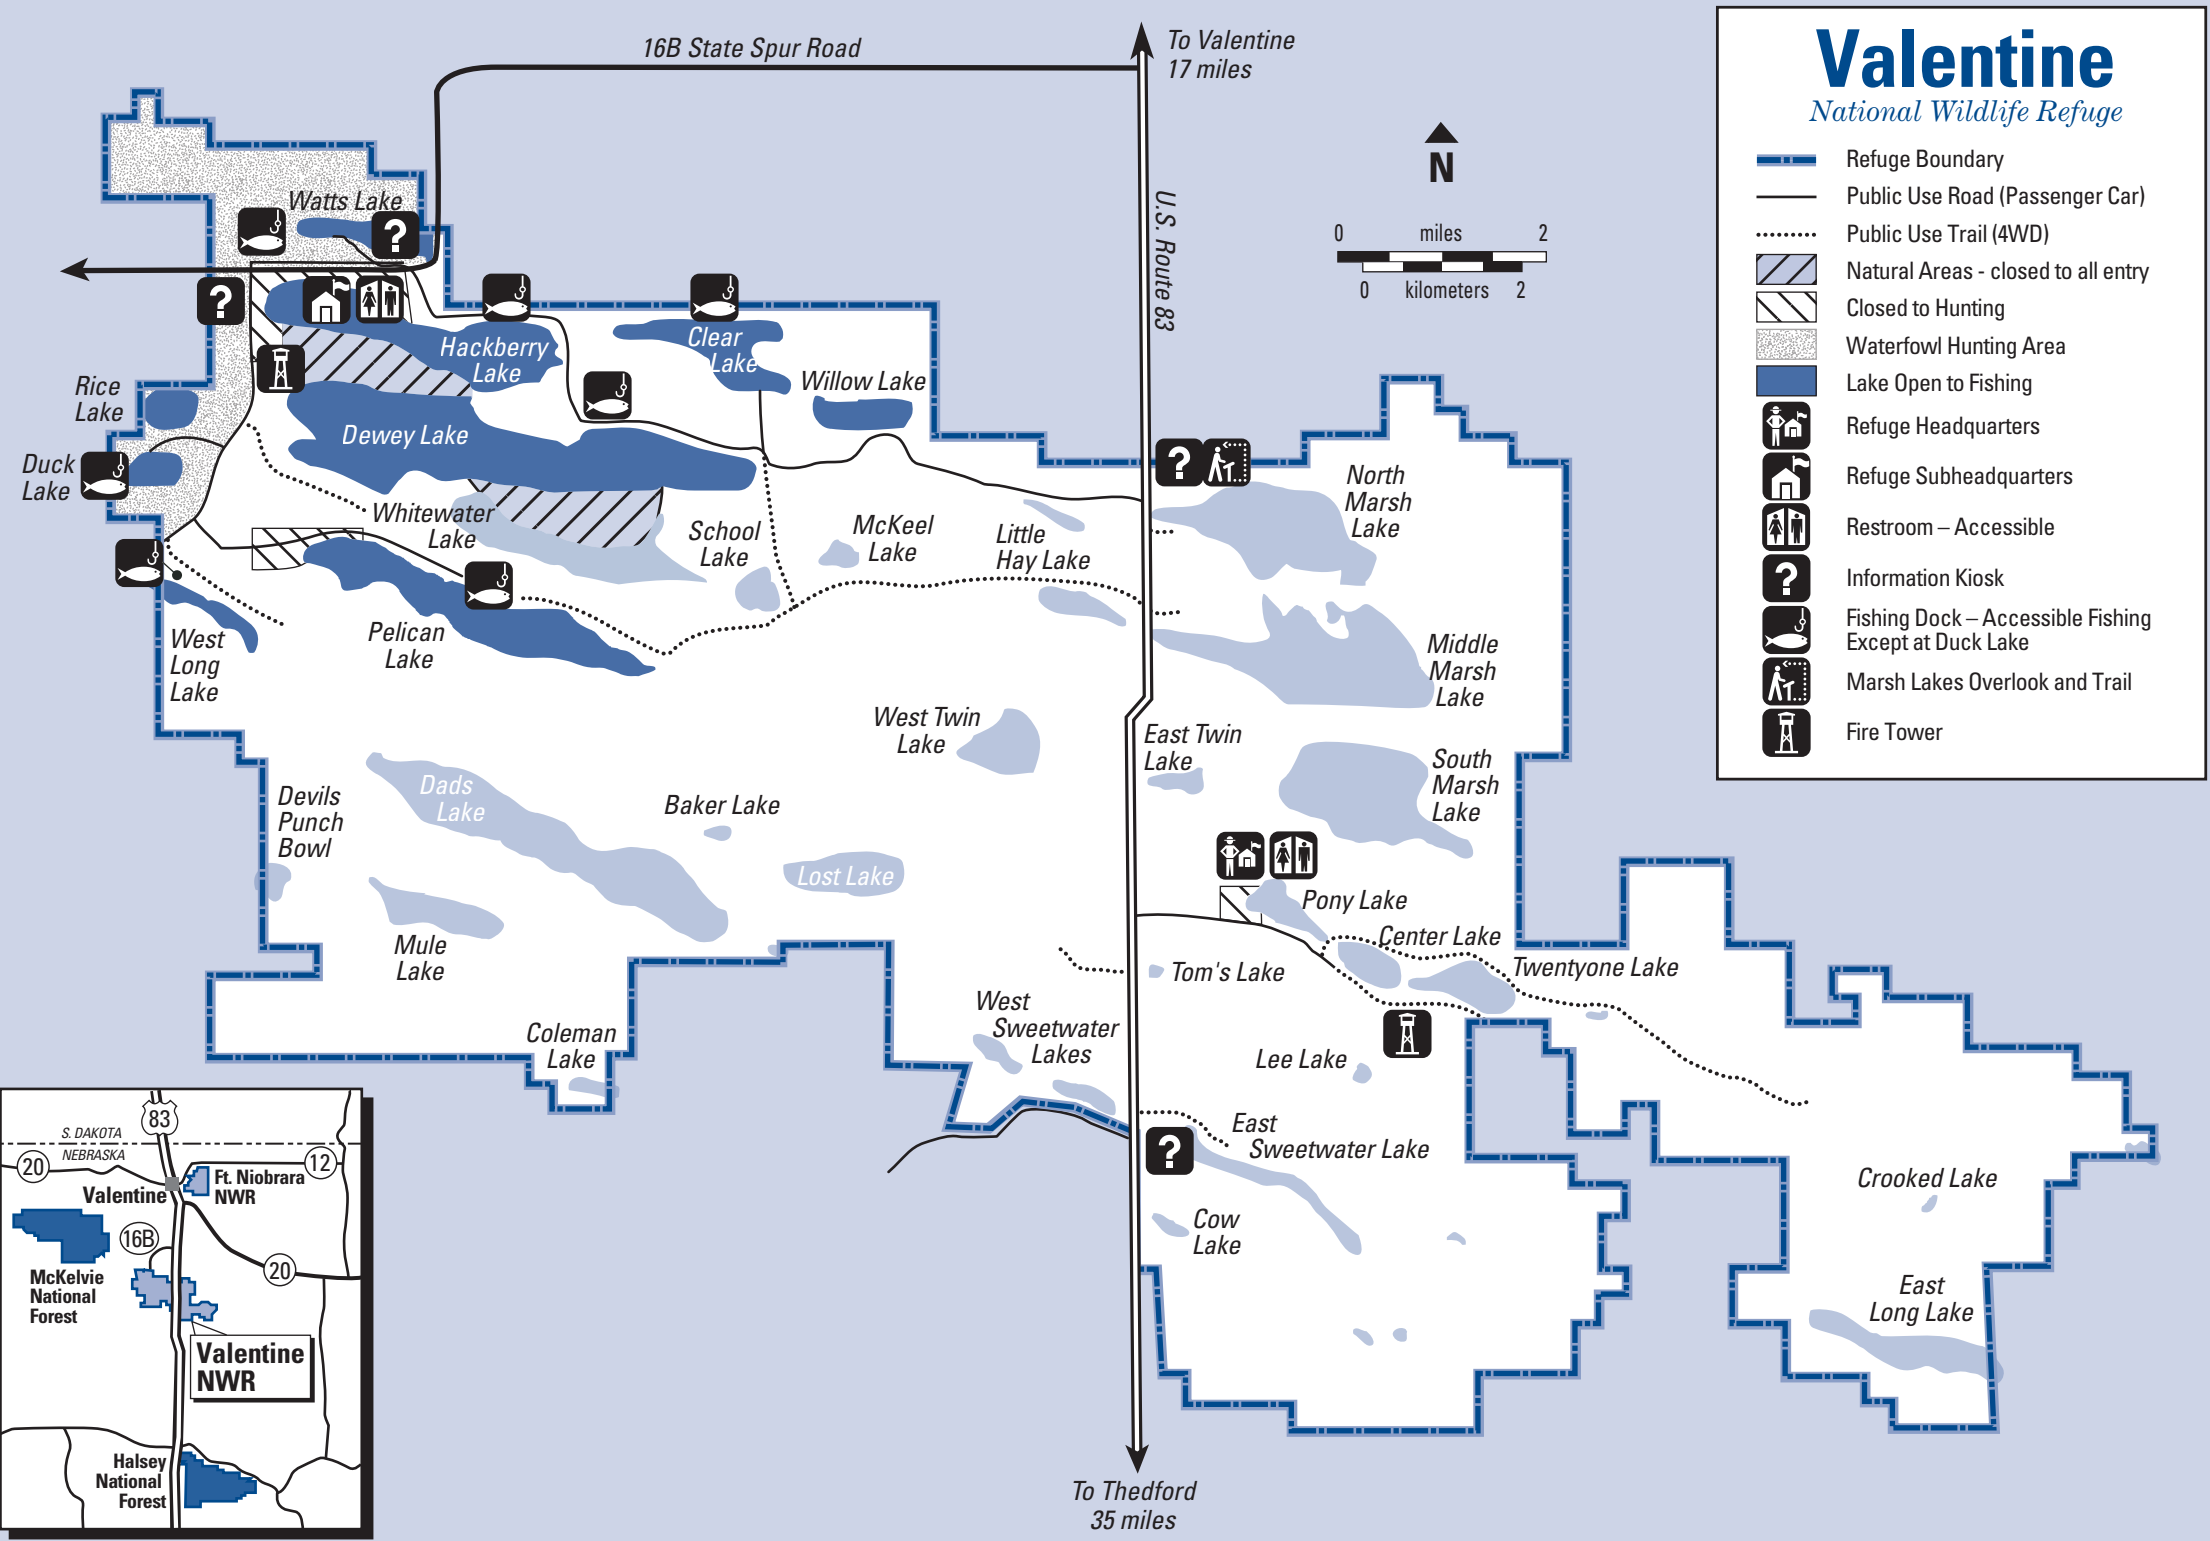 16B State Spur Road
To Valentine
17 miles
Valentine
National Wildlife Refuge
Refuge Boundary
Public Use Road (Passenger Car)
Public Use Trail (4WD)
Natural Areas - closed to all entry
Closed to Hunting
Waterfowl Hunting Area
Lake Open to Fishing
Refuge Headquarters
Refuge Subheadquarters
Restroom – Accessible
?
Information Kiosk
Fishing Dock – Accessible Fishing
Except at Duck Lake
Marsh Lakes Overlook and Trail
Fire Tower
N
0 miles 2
0 kilometers 2
U.S. Route 83
Watts Lake
?
?
Hackberry
Lake
Clear
Lake
Willow Lake
Rice
Lake
Dewey Lake
Duck
Lake
?
North
Marsh
Lake
Whitewater
Lake
School
Lake
McKeel
Lake
Little
Hay Lake
West
Long
Lake
Pelican
Lake
Middle
Marsh
Lake
West Twin
Lake
East Twin
Lake
South
Marsh
Lake
Devils
Punch
Bowl
Dads
Lake
Baker Lake
Lost Lake
Pony Lake
Mule
Lake
Center Lake
Tom's Lake
Twentyone Lake
West
Sweetwater
Lakes
Coleman
Lake
Lee Lake
East
Sweetwater Lake
?
Cow
Lake
Crooked Lake
East
Long Lake
To Thedford
35 miles
83
S. DAKOTA
NEBRASKA
20
12
Ft. Niobrara
NWR
Valentine
16B
McKelvie
National
Forest
20
Valentine
NWR
Halsey
National
Forest